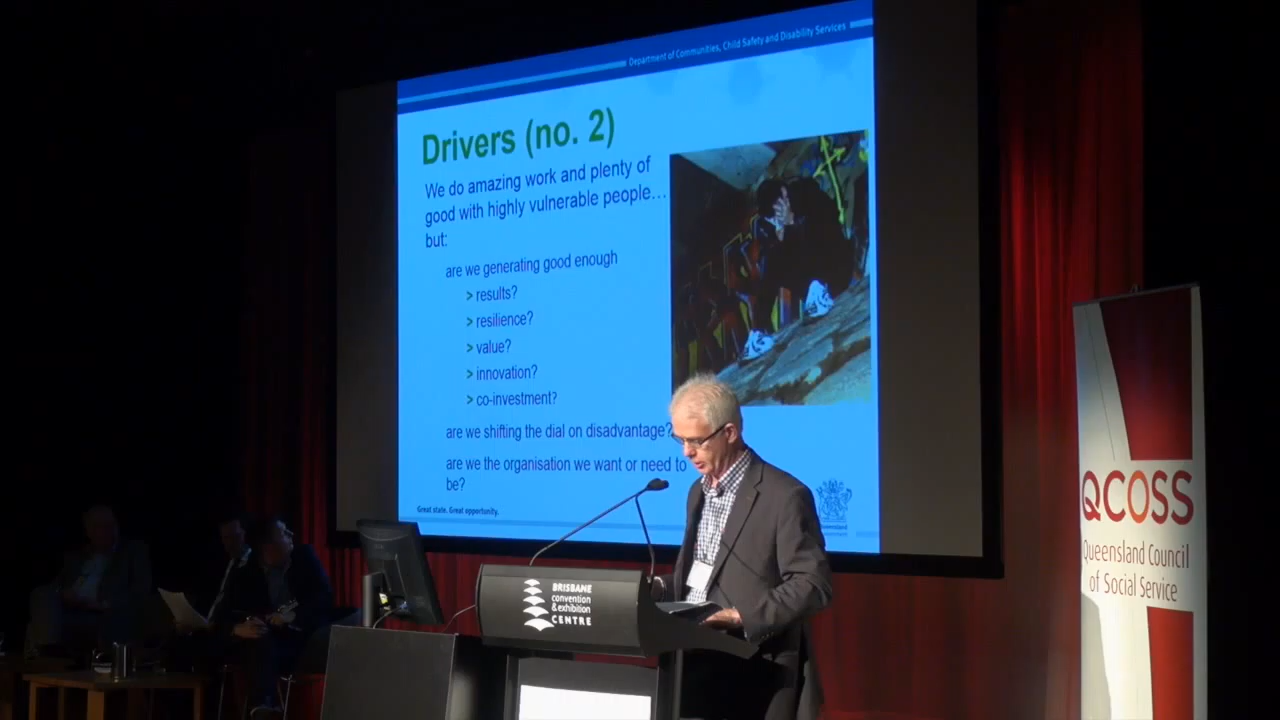 Department of Communities, Child Safety and Disability Services
Drivers (no. 2)
We do amazing work and plenty of
good with highly vulnerable people…
but:
are we generating good enough
> results?
> resilience?
> value?
> innovation?
> co-investment?
are we shifting the dial on disadvantage?
are we the organisation we want or need to
be?
Great state. Great opportunity.
BRISBANE
convention
& exhibition
CENTRE
QCOSS
Queensland Council
of Social Service